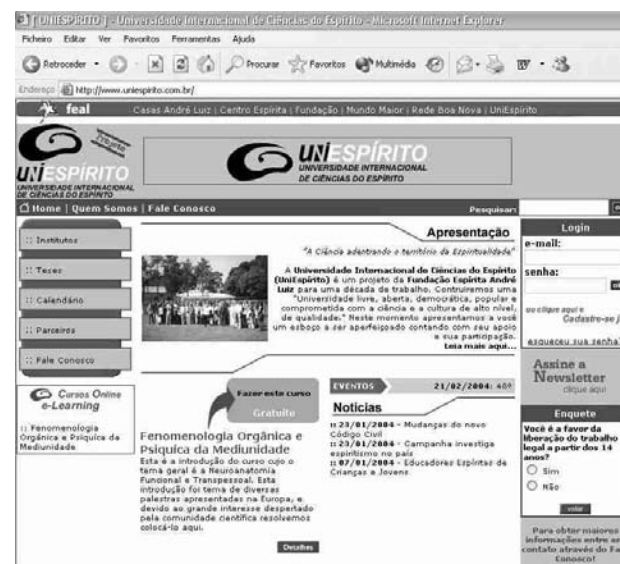 [ UNIESPÍRITO ] - Universidade Internacional de Ciências do Espírito - Microsoft Internet Explorer
Ficheiro Editar Ver Favoritos Ferramentas Ajuda
Retroceder Procurar Favoritos Multimédia
Endereço http://www.uniespirito.com.br/
feal Casas André Luiz | Centro Espírita | Fundação | Mundo Maior | Rede Boa Nova | UniEspírito
Projeto
UNIESPÍRITO
UNIVERSIDADE INTERNACIONAL
DE CIÊNCIAS DO ESPÍRITO
UNIESPÍRITO
UNIVERSIDADE INTERNACIONAL
DE CIÊNCIAS DO ESPÍRITO
Home | Quem Somos | Fale Conosco Pesquisar:
:: Institutos
:: Teses
:: Calendário
:: Parceiros
:: Fale Conosco
Cursos Online
e-Learning
:: Fenomenologia
Orgânica e Psíquica da
Mediunidade
Apresentação
"A Ciência adentrando o território da Espiritualidade"
A Universidade Internacional de Ciências do Espírito
(UniEspírito) é um projeto da Fundação Espírita André
Luiz para uma década de trabalho. Construiremos uma
"Universidade livre, aberta, democrática, popular e
comprometida com a ciência e a cultura de alto nível,
de qualidade." Neste momento apresentamos a você
um esboço a ser aperfeiçoado contando com seu apoio
e sua participação.
Leia mais aqui...
Fazer este curso
Gratuito
Fenomenologia Orgânica e
Psíquica da Mediunidade
Esta é a introdução do curso cujo o
tema geral é a Neuroanatomia
Funcional e Transpessoal. Esta
introdução foi tema de diversas
palestras apresentadas na Europa, e
devido ao grande interesse despertado
pela comunidade científica resolvemos
colocá-lo aqui.
Detalhes
EVENTOS 21/02/2004: 40º
Noticias
:: 23/01/2004 - Mudanças do novo
Código Civil
:: 23/01/2004 - Campanha investiga
espiritismo no país
:: 07/01/2004 - Educadores Espíritas de
Crianças e Jovens
Login
e-mail:
senha:
ou clique aqui e
Cadastre-se j
esqueceu sua senha?
Assine a
Newsletter
clique aqui
Enquete
Você é a favor da
liberação do trabalho
legal a partir dos 14
anos?
Sim
Não
votar
Para obter maiores
informações entre em
contato através do Fa
Conosco!